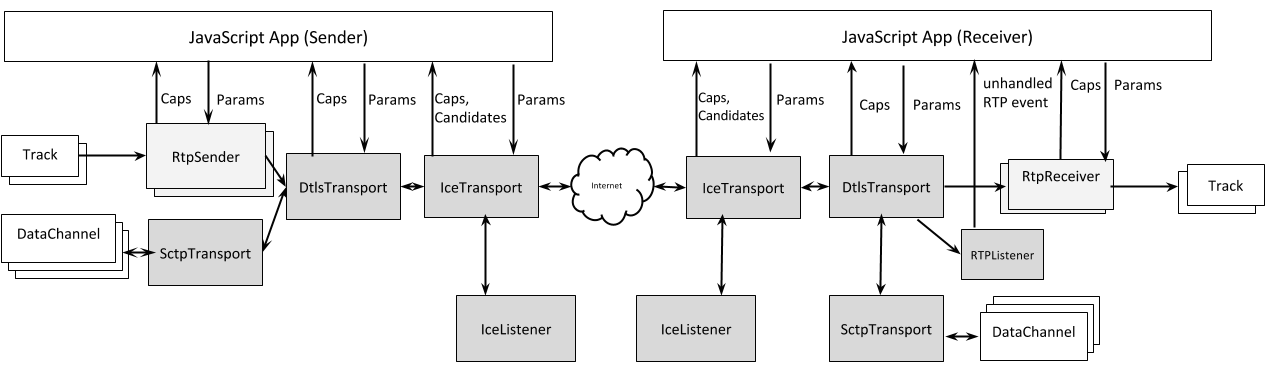 JavaScript App (Sender)
JavaScript App (Receiver)
Caps
Params
Caps
Params
Caps,
Candidates
Params
Caps,
Candidates
Params
Caps
Params
unhandled
RTP event
Caps
Params
Track
RtpSender
DtlsTransport
IceTransport
Internet
IceTransport
DtlsTransport
RtpReceiver
Track
DataChannel
SctpTransport
RTPListener
IceListener
IceListener
SctpTransport
DataChannel